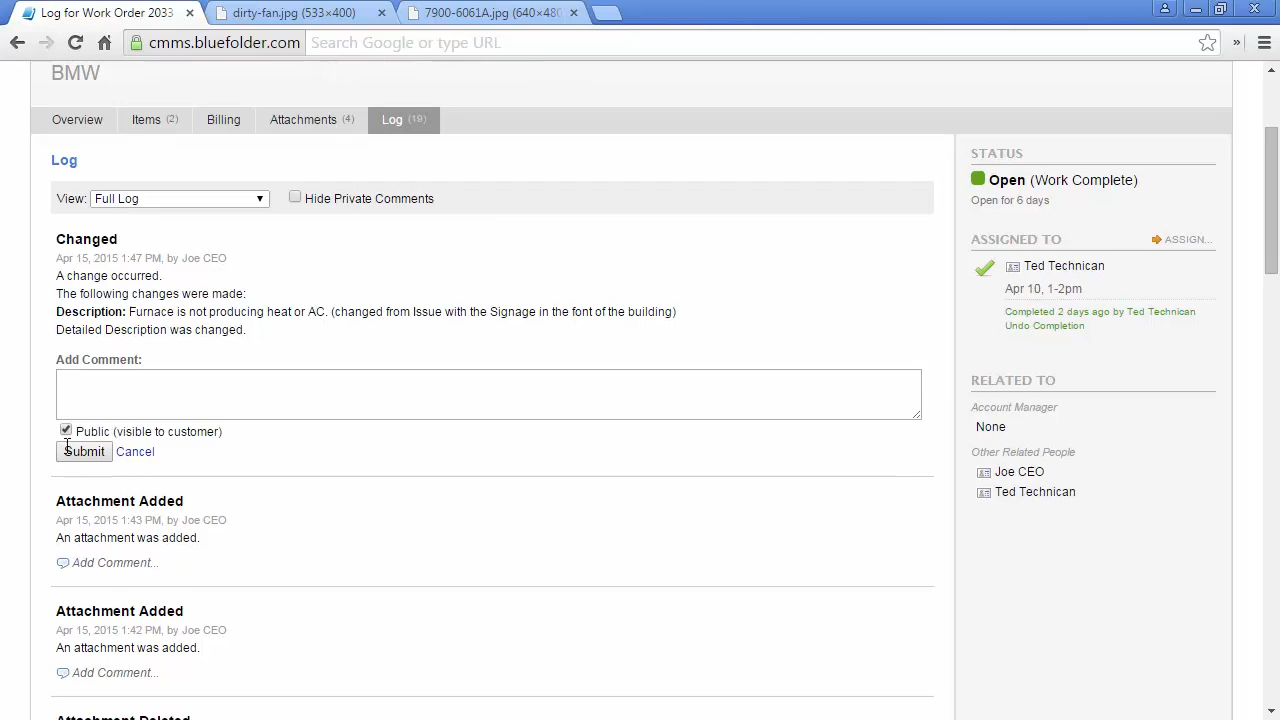 Log for Work Order 2033
dirty-fan.jpg (533×400)
7900-6061A.jpg (640×480
cmms.bluefolder.com
Search Google or type URL
BMW
Overview
Items (2)
Billing
Attachments (4)
Log (19)
Log
View: Full Log
Hide Private Comments
Changed
Apr 15, 2015 1:47 PM, by Joe CEO
A change occurred.
The following changes were made:
Description: Furnace is not producing heat or AC. (changed from Issue with the Signage in the font of the building)
Detailed Description was changed.
Add Comment:
Public (visible to customer)
Submit Cancel
Attachment Added
Apr 15, 2015 1:43 PM, by Joe CEO
An attachment was added.
Add Comment...
Attachment Added
Apr 15, 2015 1:42 PM, by Joe CEO
An attachment was added.
Add Comment...
Attachment Deleted
STATUS
Open (Work Complete)
Open for 6 days
ASSIGNED TO
ASSIGN...
Ted Technican
Apr 10, 1-2pm
Completed 2 days ago by Ted Technican
Undo Completion
RELATED TO
Account Manager
None
Other Related People
Joe CEO
Ted Technican